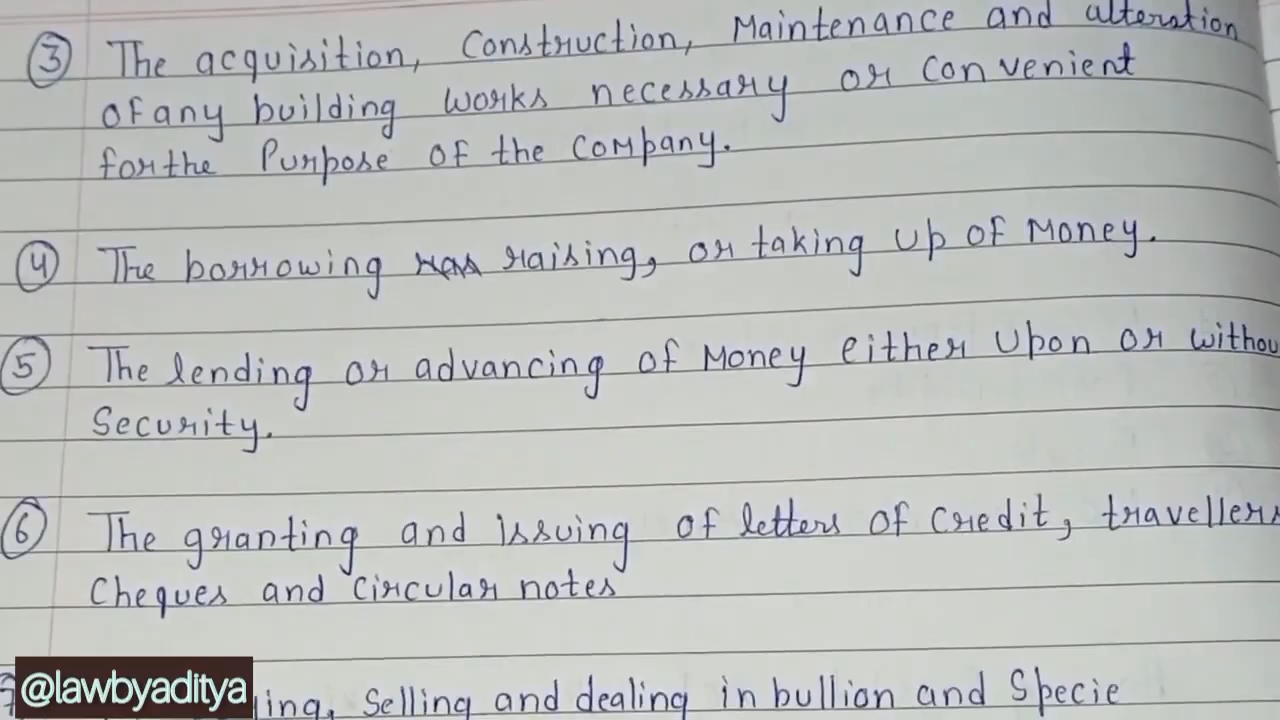 ③ The acquisition, Construction, Maintenance and alteration
of any building works necessary or convenient
for the Purpose of the Company.
④ The borrowing raising, or taking up of Money.
⑤ The lending or advancing of Money either Upon or withou
Security.
⑥ The granting and issuing of letters of credit, travellers
Cheques and Circular notes
@lawbyaditya ying, Selling and dealing in bullion and Specie